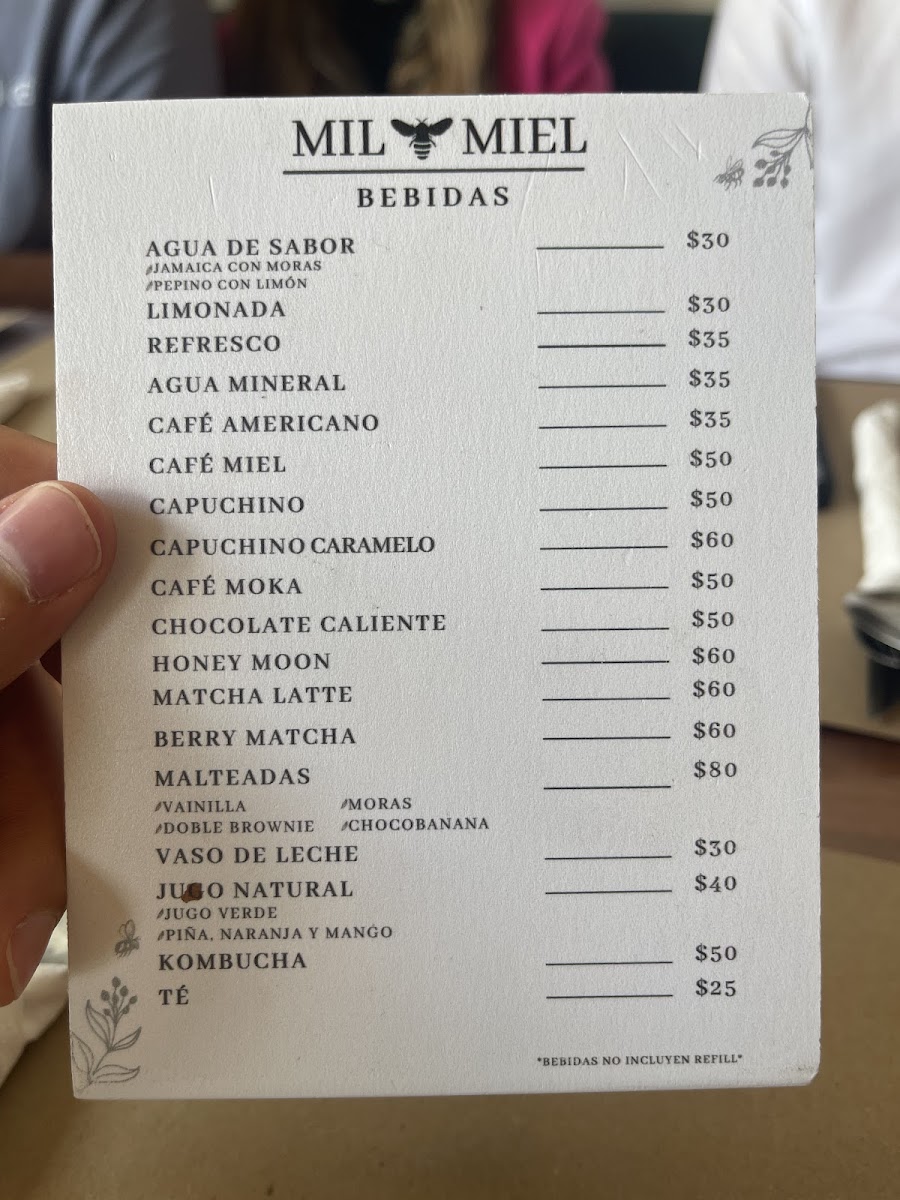 MIL MIEL
BEBIDAS
AGUA DE SABOR $30
JAMAICA CON MORAS
PEPINO CON LIMÓN
LIMONADA $30
REFRESCO $35
AGUA MINERAL $35
CAFÉ AMERICANO $35
CAFÉ MIEL $50
CAPUCHINO $50
CAPUCHINO CARAMELO $60
CAFÉ MOKA $50
CHOCOLATE CALIENTE $50
HONEY MOON $60
MATCHA LATTE $60
BERRY MATCHA $60
MALTEADAS $80
VAINILLA MORAS
DOBLE BROWNIE CHOCOBANANA
VASO DE LECHE $30
JUGO NATURAL $40
JUGO VERDE
PIÑA, NARANJA Y MANGO
KOMBUCHA $50
TÉ $25
*BEBIDAS NO INCLUYEN REFILL*